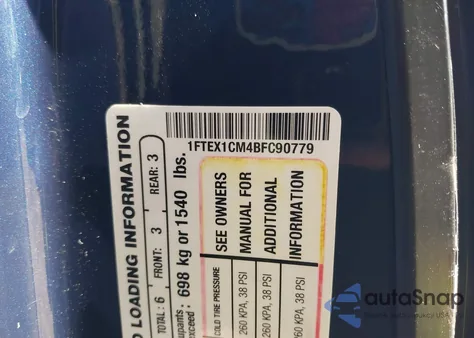 1FTEX1CM4BFC90779
LOADING INFORMATION
TOTAL: 6 FRONT: 3 REAR: 3
698 kg or 1540 lbs.
COLD TIRE PRESSURE
260 KPA, 38 PSI
260 KPA, 38 PSI
260 KPA, 38 PSI
SEE OWNERS
MANUAL FOR
ADDITIONAL
INFORMATION
autoSnap